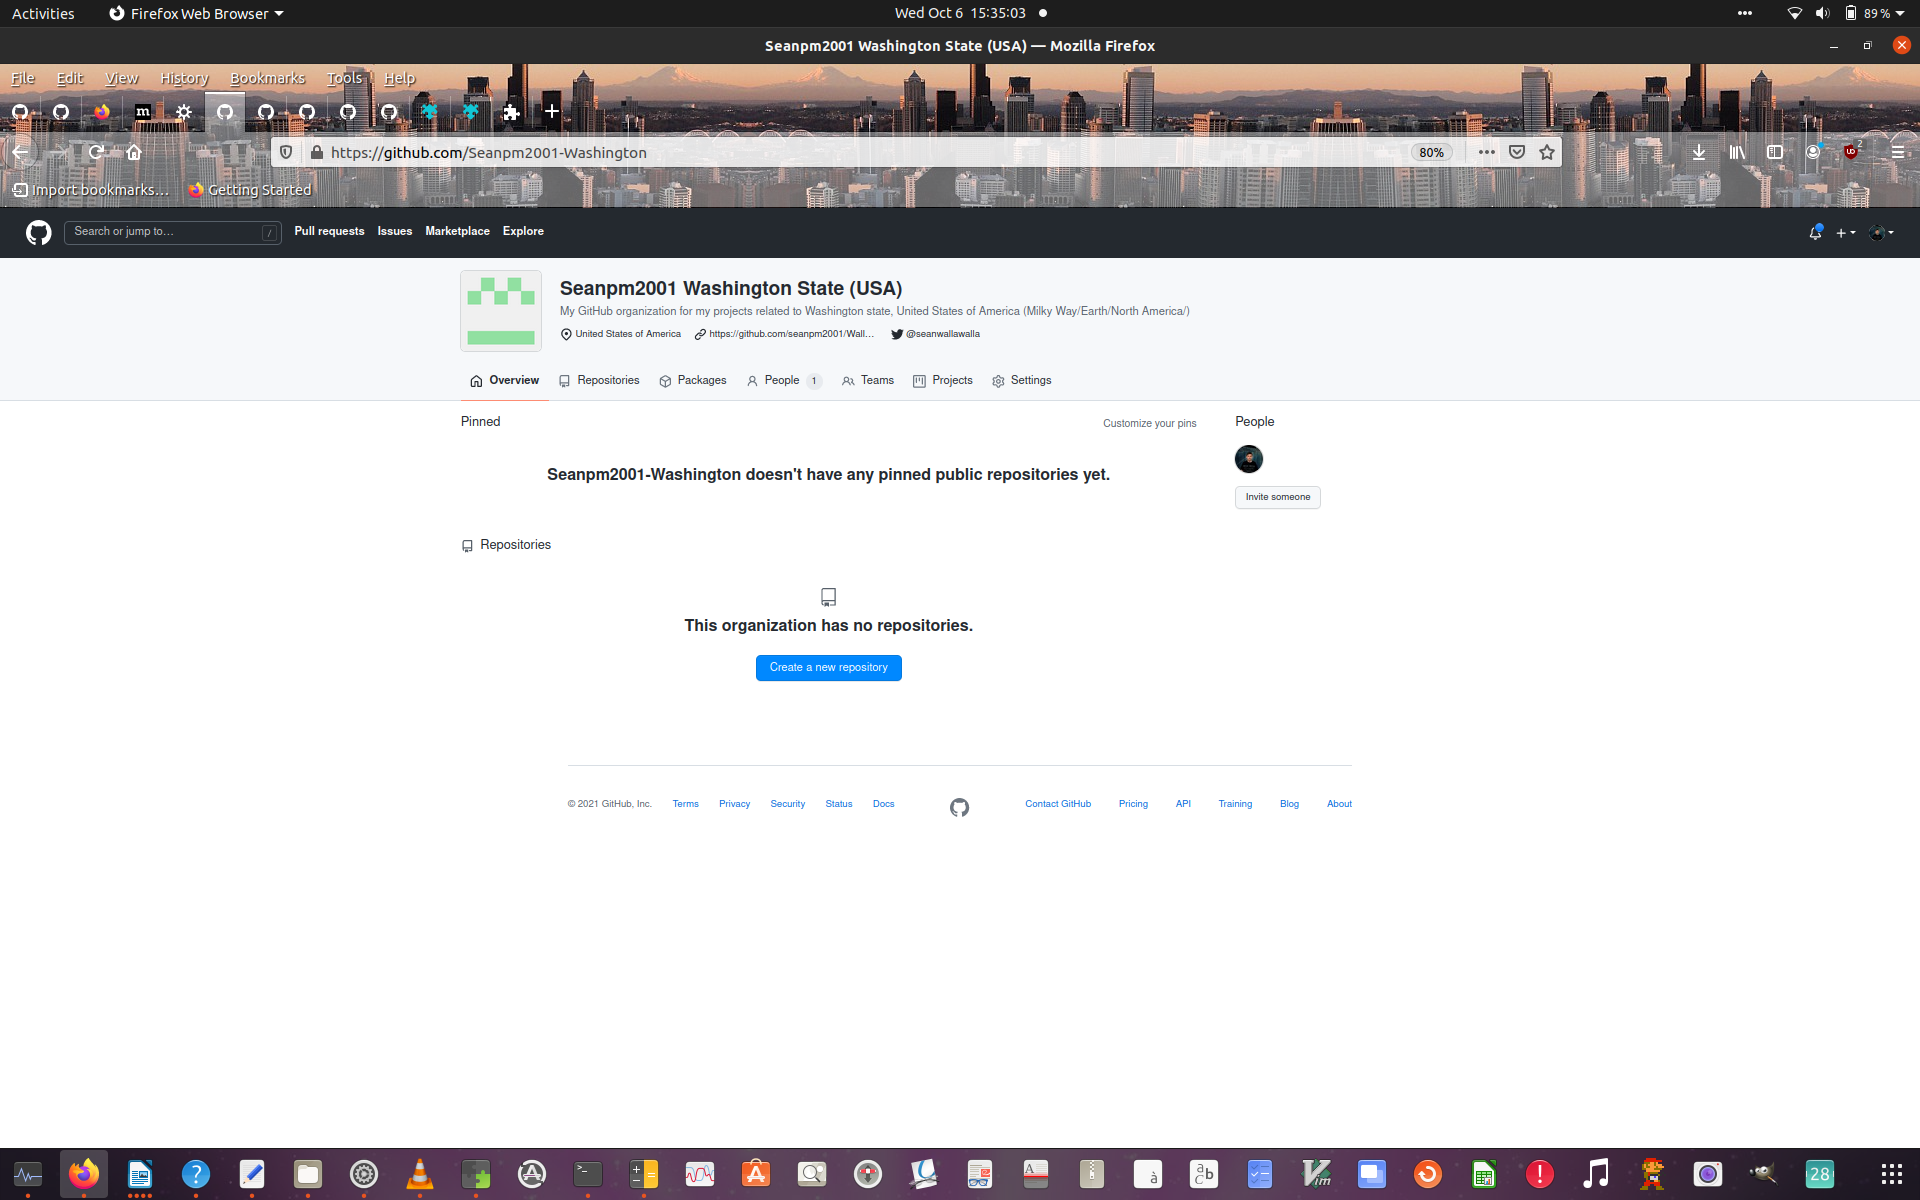 Activities Firefox Web Browser Wed Oct 6 15:35:03 89 %
Seanpm2001 Washington State (USA) — Mozilla Firefox
File Edit View History Bookmarks Tools Help
m
https://github.com/Seanpm2001-Washington 80% 2
Import bookmarks... Getting Started
Search or jump to... / Pull requests Issues Marketplace Explore
Seanpm2001 Washington State (USA)
My GitHub organization for my projects related to Washington state, United States of America (Milky Way/Earth/North America/)
United States of America https://github.com/seanpm2001/Wall... @seanwallawalla
Overview Repositories Packages People 1 Teams Projects Settings
Pinned Customize your pins People
Seanpm2001-Washington doesn't have any pinned public repositories yet.
Invite someone
Repositories
This organization has no repositories.
Create a new repository
© 2021 GitHub, Inc. Terms Privacy Security Status Docs Contact GitHub Pricing API Training Blog About
28